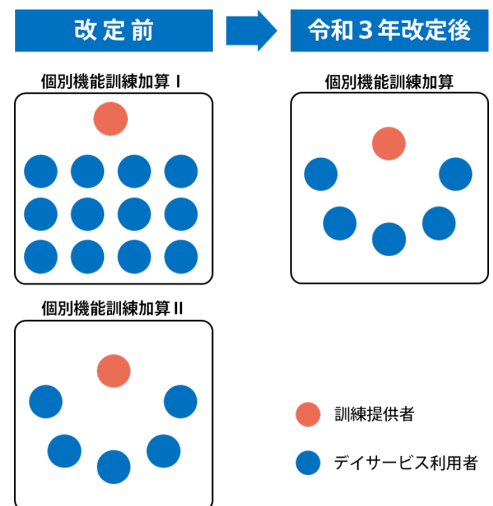 改定前
令和3年改定後
個別機能訓練加算Ⅰ
個別機能訓練加算
個別機能訓練加算Ⅱ
訓練提供者
デイサービス利用者